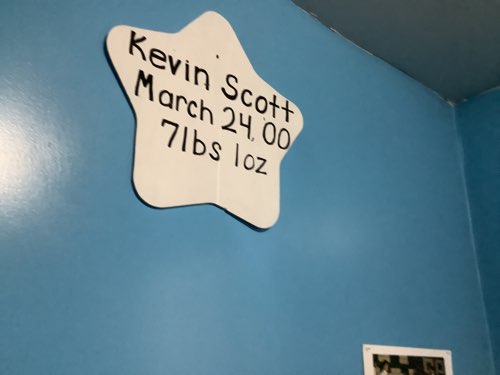 Kevin Scott
March 24, 00
7lbs 1oz